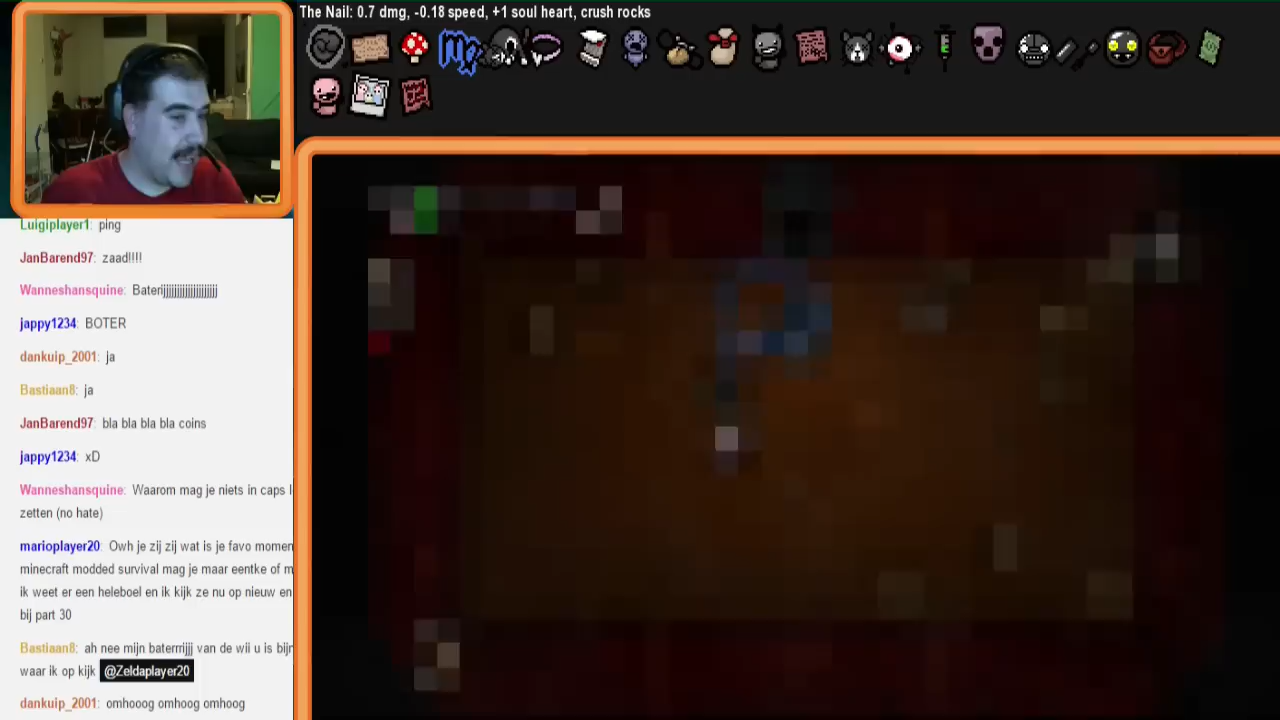 The Nail: 0.7 dmg, -0.18 speed, +1 soul heart, crush rocks
Luigiplayer1: ping
JanBarend97: zaad!!!!
Wanneshansquine: Baterijjjjjjjjjjjjjjjjjjjj
jappy1234: BOTER
dankuip_2001: ja
Bastiaan8: ja
JanBarend97: bla bla bla bla coins
jappy1234: xD
Wanneshansquine: Waarom mag je niets in caps l
zetten (no hate)
marioplayer20: Owh je zij zij wat is je favo momen
minecraft modded survival mag je maar eentke of m
ik weet er een heleboel en ik kijk ze nu op nieuw en
bij part 30
Bastiaan8: ah nee mijn baterrrijjj van de wii u is bijn
waar ik op kijk @Zeldaplayer20
dankuip_2001: omhooog omhoog omhoog